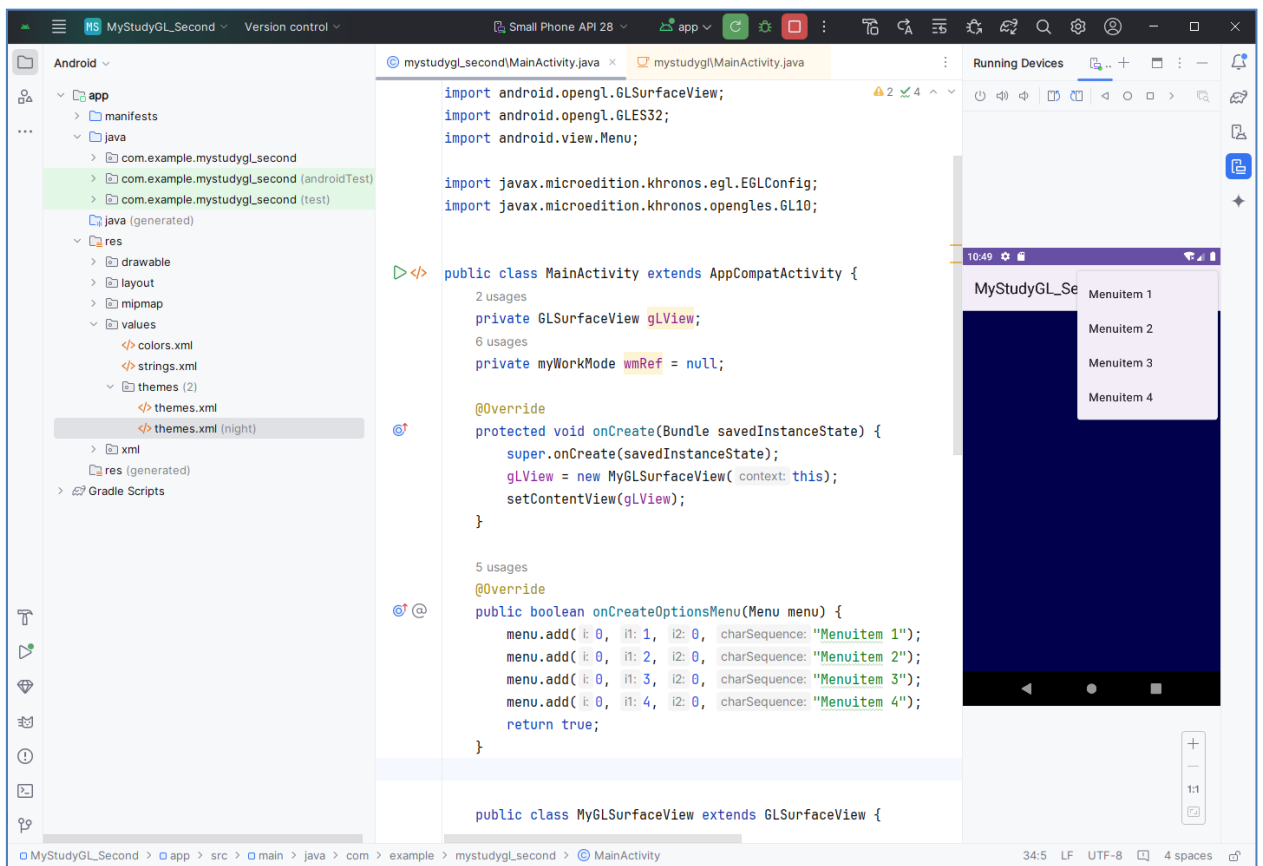 MS MyStudyGL_Second Version control Small Phone API 28 app
Android
mystudygl_second\MainActivity.java
mystudygl\MainActivity.java
Running Devices
app
manifests
java
com.example.mystudygl_second
com.example.mystudygl_second (androidTest)
com.example.mystudygl_second (test)
java (generated)
res
drawable
layout
mipmap
values
colors.xml
strings.xml
themes (2)
themes.xml
themes.xml (night)
xml
res (generated)
Gradle Scripts
2 4
import android.opengl.GLSurfaceView;
import android.opengl.GLES32;
import android.view.Menu;
import javax.microedition.khronos.egl.EGLConfig;
import javax.microedition.khronos.opengles.GL10;
public class MainActivity extends AppCompatActivity {
2 usages
private GLSurfaceView gLView;
6 usages
private myWorkMode wmRef = null;
@Override
protected void onCreate(Bundle savedInstanceState) {
super.onCreate(savedInstanceState);
gLView = new MyGLSurfaceView( context: this);
setContentView(gLView);
}
5 usages
@Override
public boolean onCreateOptionsMenu(Menu menu) {
menu.add( i: 0, i1: 1, i2: 0, charSequence: "Menuitem 1");
menu.add( i: 0, i1: 2, i2: 0, charSequence: "Menuitem 2");
menu.add( i: 0, i1: 3, i2: 0, charSequence: "Menuitem 3");
menu.add( i: 0, i1: 4, i2: 0, charSequence: "Menuitem 4");
return true;
}
public class MyGLSurfaceView extends GLSurfaceView {
10:49
MyStudyGL_Se
Menuitem 1
Menuitem 2
Menuitem 3
Menuitem 4
1:1
MyStudyGL_Second > app > src > main > java > com > example > mystudygl_second > MainActivity
34:5 LF UTF-8 4 spaces